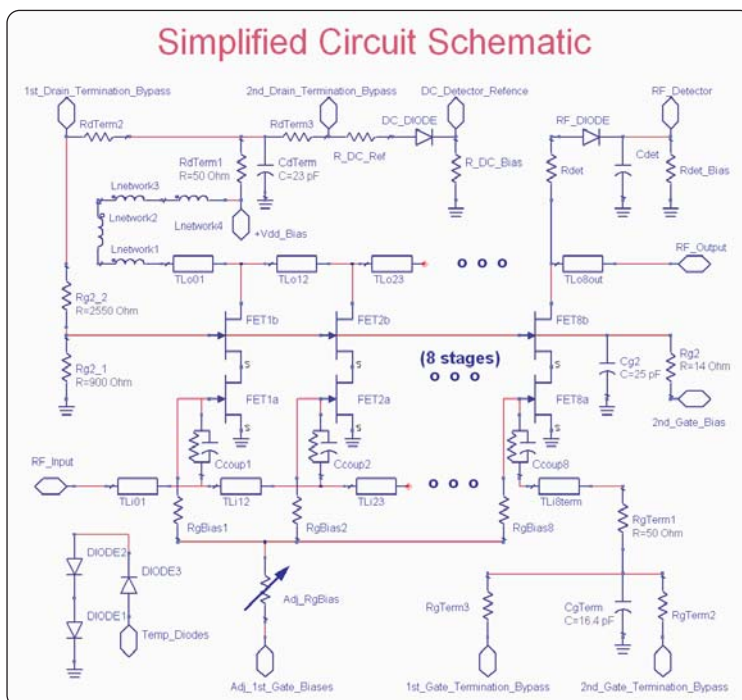 Simplified Circuit Schematic
1st_Drain_Termination_Bypass
2nd_Drain_Termination_Bypass
DC_Detector_Refence
RF_Detector
RdTerm2
RdTerm3
DC_DIODE
RF_DIODE
RdTerm1
R=50 Ohm
CdTerm
C=23 pF
R_DC_Ref
R_DC_Bias
Rdet
Cdet
Rdet_Bias
Lnetwork3
Lnetwork2
Lnetwork4
+Vdd_Bias
Lnetwork1
TLo01
TLo12
TLo23
TLo8out
RF_Output
Rg2_2
R=2550 Ohm
FET1b
FET2b
FET8b
Rg2_1
R=900 Ohm
S
S
S
(8 stages)
Cg2
C=25 pF
Rg2
R=14 Ohm
2nd_Gate_Bias
FET1a
FET2a
FET8a
S
S
S
Ccoup1
Ccoup2
Ccoup8
RF_Input
TLi01
TLi12
TLi23
TLi8term
RgBias1
RgBias2
RgBias8
RgTerm1
R=50 Ohm
DIODE2
DIODE3
DIODE1
Temp_Diodes
Adj_RgBias
Adj_1st_Gate_Biases
RgTerm3
CgTerm
C=16.4 pF
RgTerm2
1st_Gate_Termination_Bypass
2nd_Gate_Termination_Bypass